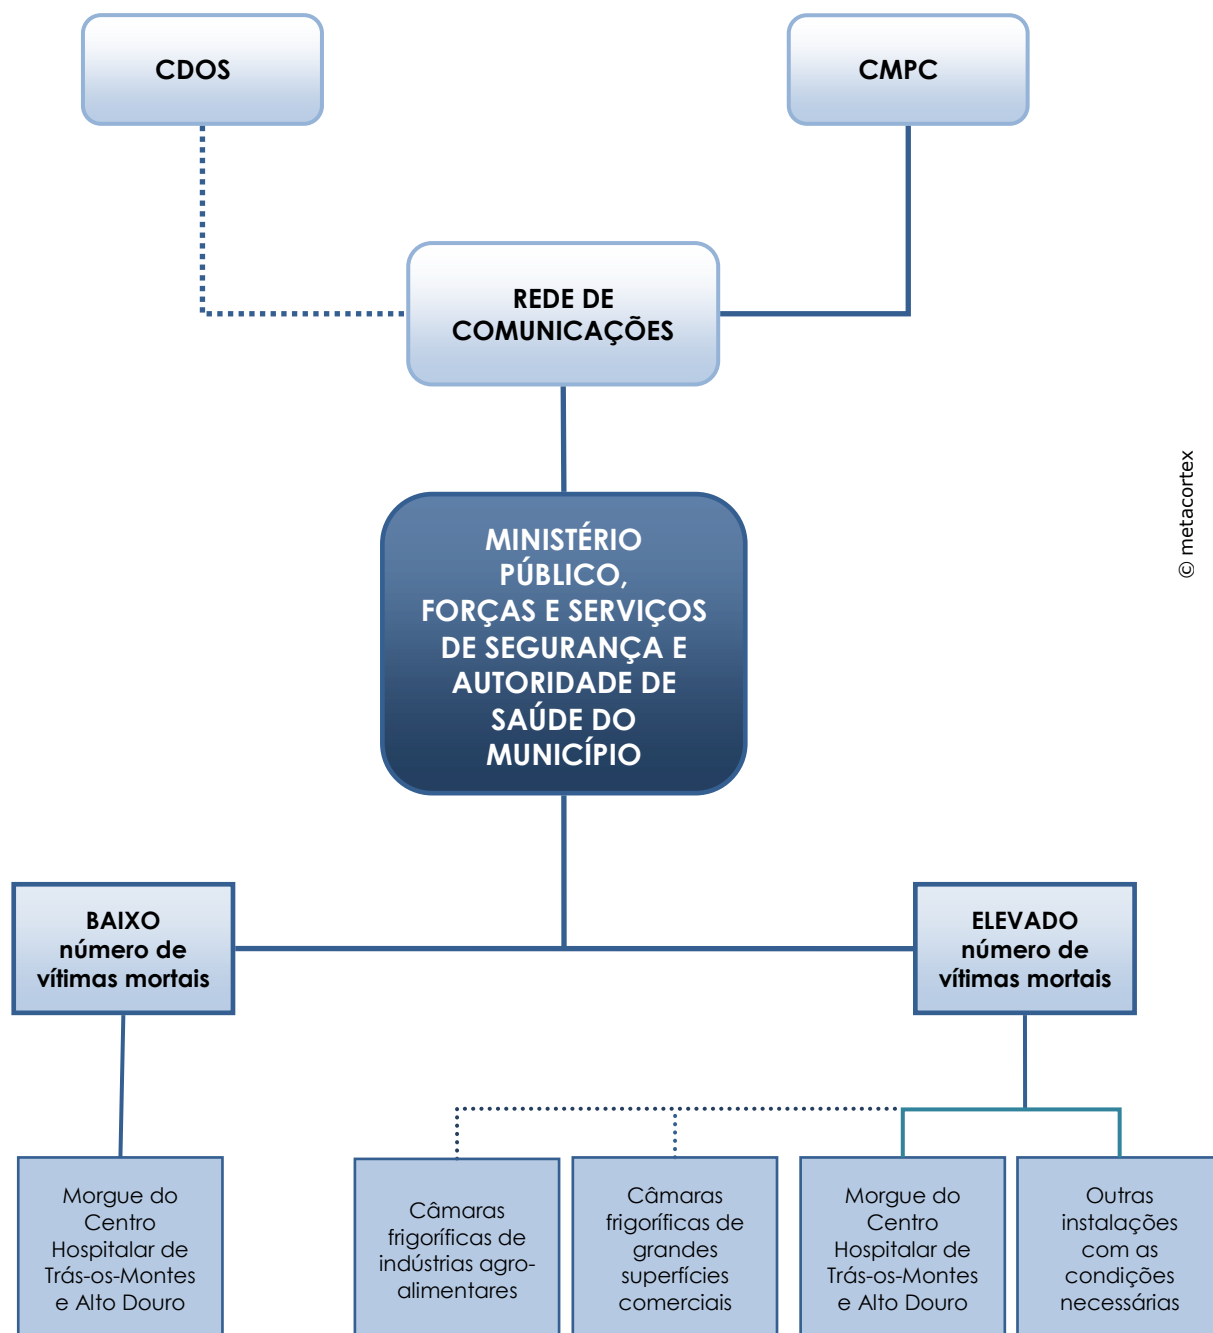 CDOS
CMPC
REDE DE
COMUNICAÇÕES
© metacortex
MINISTÉRIO
PÚBLICO,
FORÇAS E SERVIÇOS
DE SEGURANÇA E
AUTORIDADE DE
SAÚDE DO
MUNICÍPIO
BAIXO
número de
vítimas mortais
ELEVADO
número de
vítimas mortais
Morgue do
Centro
Hospitalar de
Trás-os-Montes
e Alto Douro
Câmaras
frigoríficas de
indústrias agro-
alimentares
Câmaras
frigoríficas de
grandes
superfícies
comerciais
Morgue do
Centro
Hospitalar de
Trás-os-Montes
e Alto Douro
Outras
instalações
com as
condições
necessárias